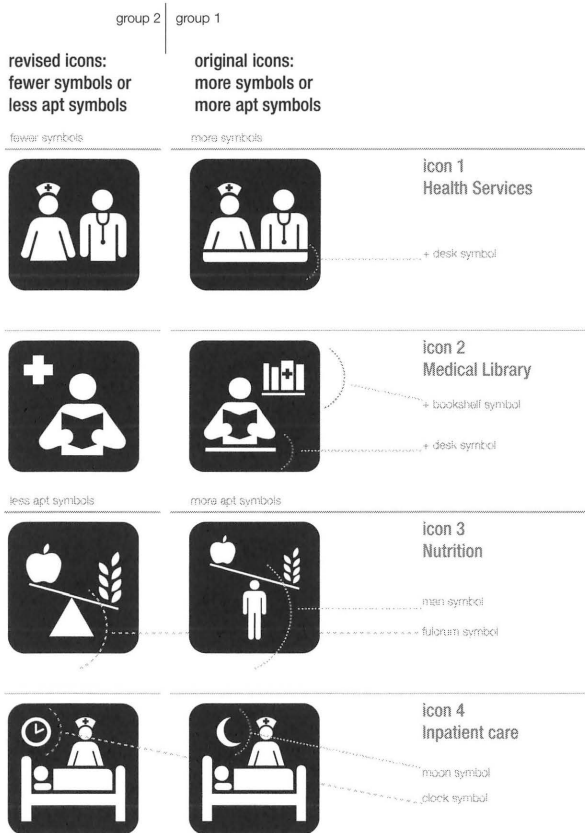 group 2 group 1
revised icons:
fewer symbols or
less apt symbols
original icons:
more symbols or
more apt symbols
fewer symbols
more symbols
icon 1
Health Services
+ desk symbol
icon 2
Medical Library
+ bookshelf symbol
+ desk symbol
less apt symbols
more apt symbols
icon 3
Nutrition
man symbol
fulcrum symbol
icon 4
Inpatient care
moon symbol
clock symbol